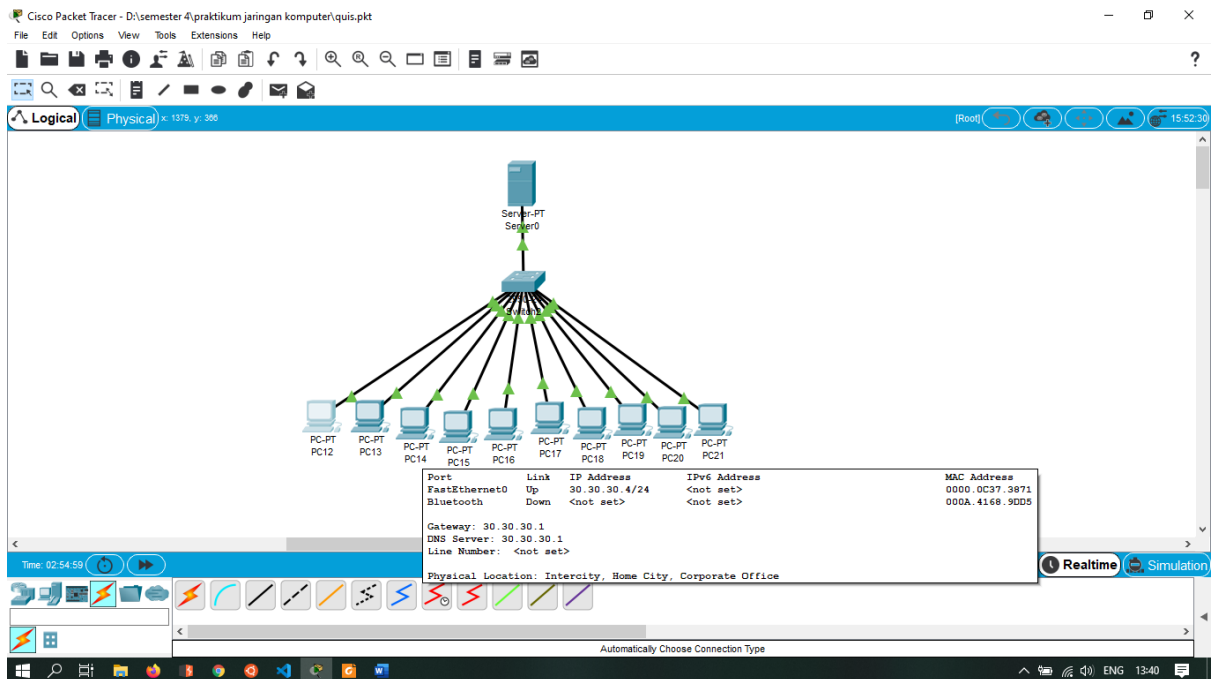 Cisco Packet Tracer - D:\semester 4\praktikum jaringan komputer\quis.pkt
File Edit Options View Tools Extensions Help
?
Logical Physical x: 1379, y: 366 [Root] 15:52:30
Server-PT
Server0
Switch2
PC-PT PC-PT PC-PT PC-PT PC-PT PC-PT PC-PT PC-PT PC-PT PC-PT
PC12 PC13 PC14 PC15 PC16 PC17 PC18 PC19 PC20 PC21
Port Link IP Address IPv6 Address MAC Address
FastEthernet0 Up 30.30.30.4/24 <not set> 0000.0C37.3871
Bluetooth Down <not set> <not set> 000A.4168.9DD5
Gateway: 30.30.30.1
DNS Server: 30.30.30.1
Line Number: <not set>
Physical Location: Intercity, Home City, Corporate Office
Time: 02:54:59 Realtime Simulation
Automatically Choose Connection Type
ENG 13:40